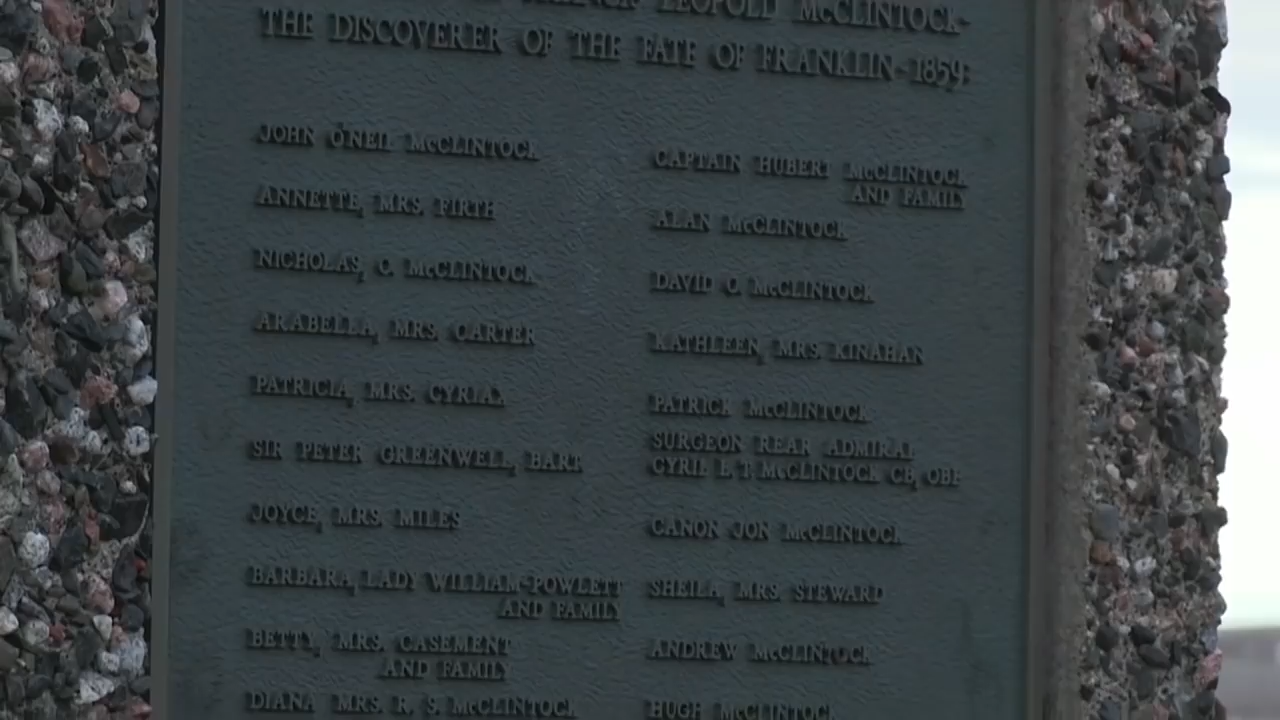 LEOPOLD McCLINTOCK-
THE DISCOVERER OF THE FATE OF FRANKLIN-1859:
JOHN O'NEIL McCLINTOCK
ANNETTE, MRS. FIRTH
NICHOLAS, O. McCLINTOCK
ARABELLA, MRS. CARTER
PATRICIA, MRS. CYRIAX
SIR PETER GREENWELL, BART.
JOYCE, MRS. MILES
BARBARA, LADY WILLIAM-POWLETT
AND FAMILY
BETTY, MRS. CASEMENT
AND FAMILY
DIANA MRS. R. S. McCLINTOCK
CAPTAIN HUBERT McCLINTOCK
AND FAMILY
ALAN McCLINTOCK
DAVID O. McCLINTOCK
KATHLEEN, MRS. KINAHAN
PATRICK McCLINTOCK
SURGEON REAR ADMIRAL
CYRIL L. T. McCLINTOCK CB, OBE
CANON JON McCLINTOCK
SHEILA, MRS. STEWARD
ANDREW McCLINTOCK
HUGH McCLINTOCK